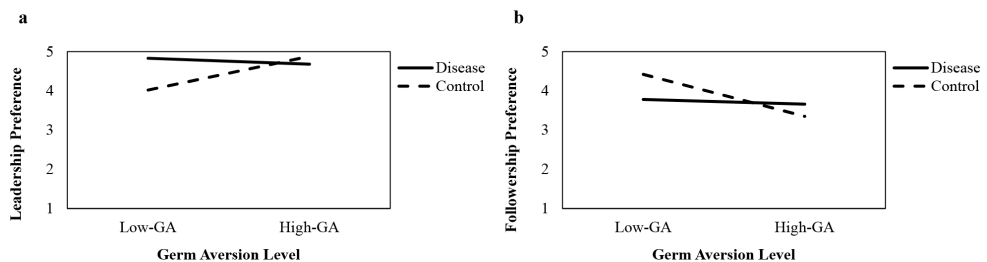 a
Leadership Preference
5
4
3
2
1
Low-GA
High-GA
Germ Aversion Level
Disease
Control
b
Followership Preference
5
4
3
2
1
Low-GA
High-GA
Germ Aversion Level
Disease
Control